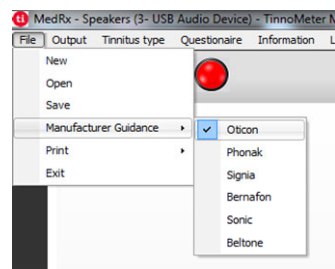 ti MedRx - Speakers (3- USB Audio Device) - TinnoMeter
File Output Tinnitus type Questionaire Information
New
Open
Save
Manufacturer Guidance
Print
Exit
Oticon
Phonak
Signia
Bernafon
Sonic
Beltone